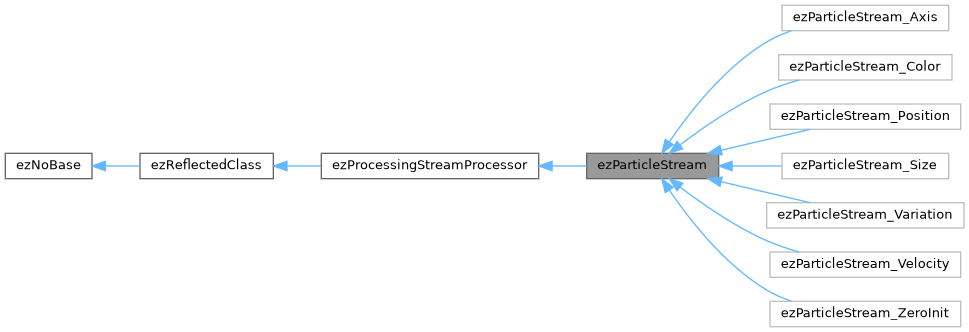 ezParticleStream_Axis
ezParticleStream_Color
ezParticleStream_Position
ezNoBase
ezReflectedClass
ezProcessingStreamProcessor
ezParticleStream
ezParticleStream_Size
ezParticleStream_Variation
ezParticleStream_Velocity
ezParticleStream_ZeroInit